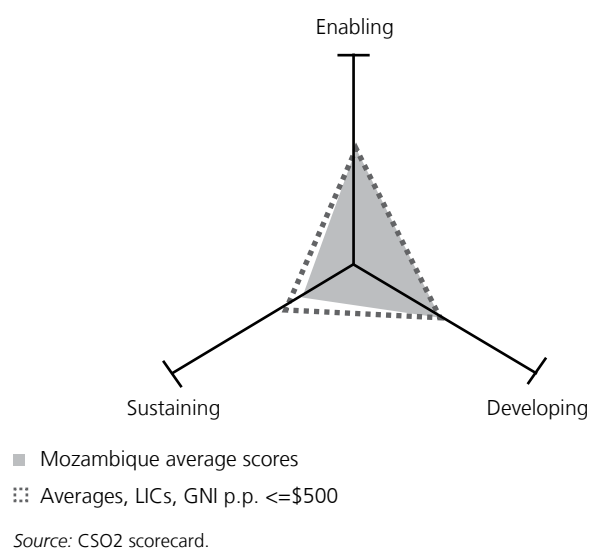 Enabling
Sustaining
Developing
Mozambique average scores
Averages, LICs, GNI p.p. <=$500
Source: CSO2 scorecard.